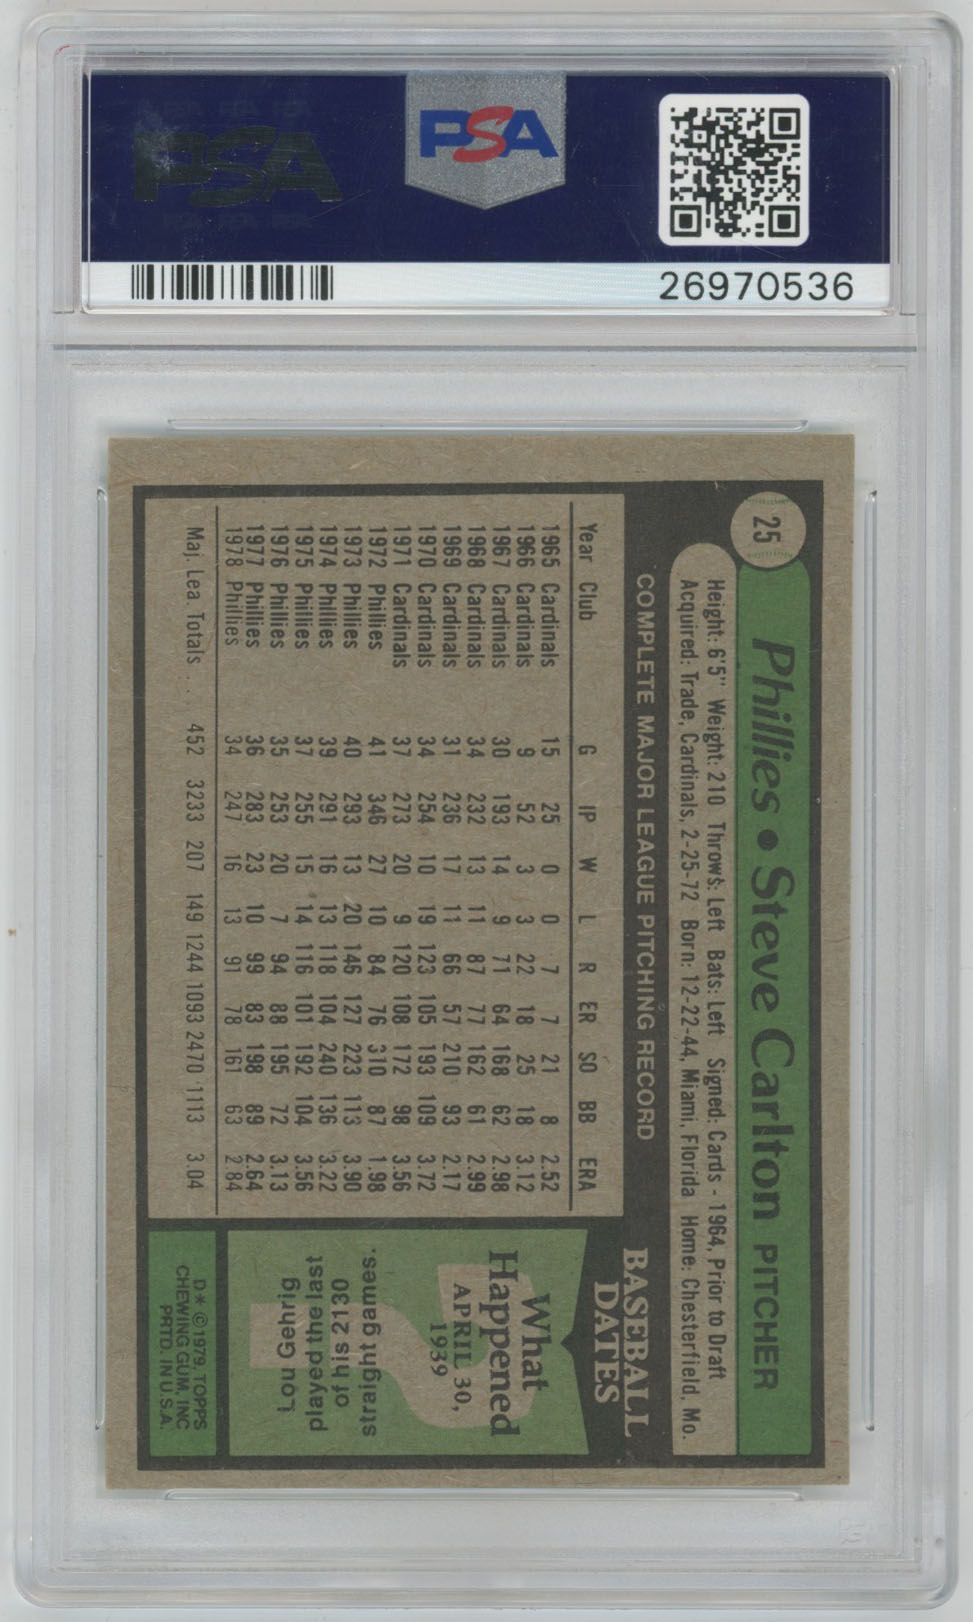 PSA
PSA
26970536
25
Phillies • Steve Carlton PITCHER
Height: 6'5" Weight: 210 Throws: Left Bats: Left Signed: Cards - 1964, Prior to Draft
Acquired: Trade, Cardinals, 2-25-72 Born: 12-22-44, Miami, Florida Home: Chesterfield, Mo.
COMPLETE MAJOR LEAGUE PITCHING RECORD
Year Club G IP W L R ER SO BB ERA
1965 Cardinals 15 25 0 0 7 7 21 8 2.52
1966 Cardinals 9 52 3 3 22 18 25 18 3.12
1967 Cardinals 30 193 14 9 71 64 168 62 2.98
1968 Cardinals 34 232 13 11 87 77 162 61 2.99
1969 Cardinals 31 236 17 11 66 57 210 93 2.17
1970 Cardinals 34 254 10 19 123 105 193 109 3.72
1971 Cardinals 37 273 20 9 120 108 172 98 3.56
1972 Phillies 41 346 27 10 84 76 310 87 1.98
1973 Phillies 40 293 13 20 146 127 223 113 3.90
1974 Phillies 39 291 16 13 118 104 240 136 3.22
1975 Phillies 37 255 15 14 116 101 192 104 3.56
1976 Phillies 35 253 20 7 94 88 195 72 3.13
1977 Phillies 36 283 23 10 99 83 198 89 2.64
1978 Phillies 34 247 16 13 91 78 161 63 2.84
Maj. Lea. Totals . . . 452 3233 207 149 1244 1093 2470 1113 3.04
BASEBALL
DATES
What
Happened
APRIL 30,
1939
Lou Gehrig
played the last
of his 2130
straight games.
D*©1979, TOPPS
CHEWING GUM, INC
PRTD. IN U.S.A.